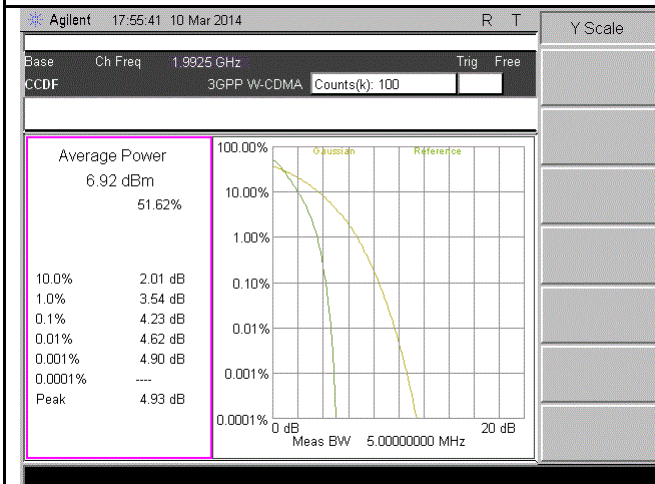 Agilent 17:55:41 10 Mar 2014 R T
Y Scale
Base Ch Freq 1.9925 GHz Trig Free
CCDF 3GPP W-CDMA Counts(k): 100
Average Power
6.92 dBm
51.62%
10.0% 2.01 dB
1.0% 3.54 dB
0.1% 4.23 dB
0.01% 4.62 dB
0.001% 4.90 dB
0.0001% ----
Peak 4.93 dB
Gaussian Reference
100.00%
10.00%
1.00%
0.10%
0.01%
0.001%
0.0001%
0 dB 20 dB
Meas BW 5.00000000 MHz